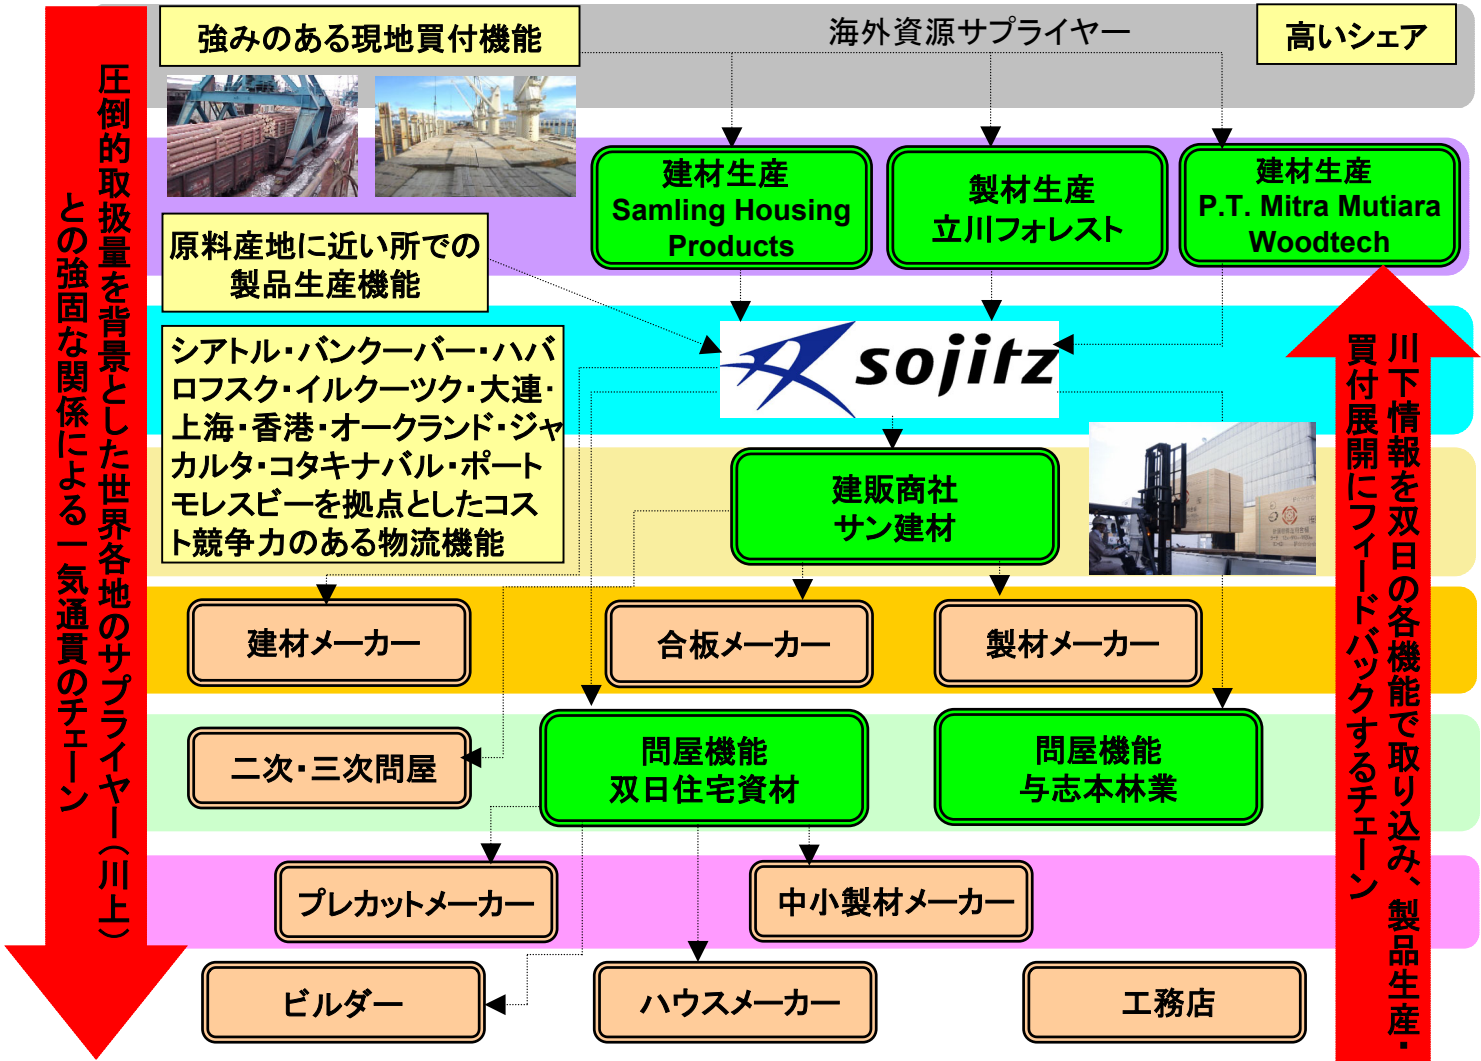 強みのある現地買付機能
海外資源サプライヤー
高いシェア
圧倒的取扱量を背景とした世界各地のサプライヤー（川上）
との強固な関係による一気通貫のチェーン
建材生産
Samling Housing
Products
製材生産
立川フォレスト
建材生産
P.T. Mitra Mutiara
Woodtech
原料産地に近い所での
製品生産機能
シアトル・バンクーバー・ハバ
ロフスク・イルクーツク・大連・
上海・香港・オークランド・ジャ
カルタ・コタキナバル・ポート
モレスビーを拠点としたコス
ト競争力のある物流機能
sojitz
川下情報を双日の各機能で取り込み、製品生産・
買付展開にフィードバックするチェーン
建販商社
サン建材
建材メーカー
合板メーカー
製材メーカー
二次・三次問屋
問屋機能
双日住宅資材
問屋機能
与志本林業
プレカットメーカー
中小製材メーカー
ビルダー
ハウスメーカー
工務店